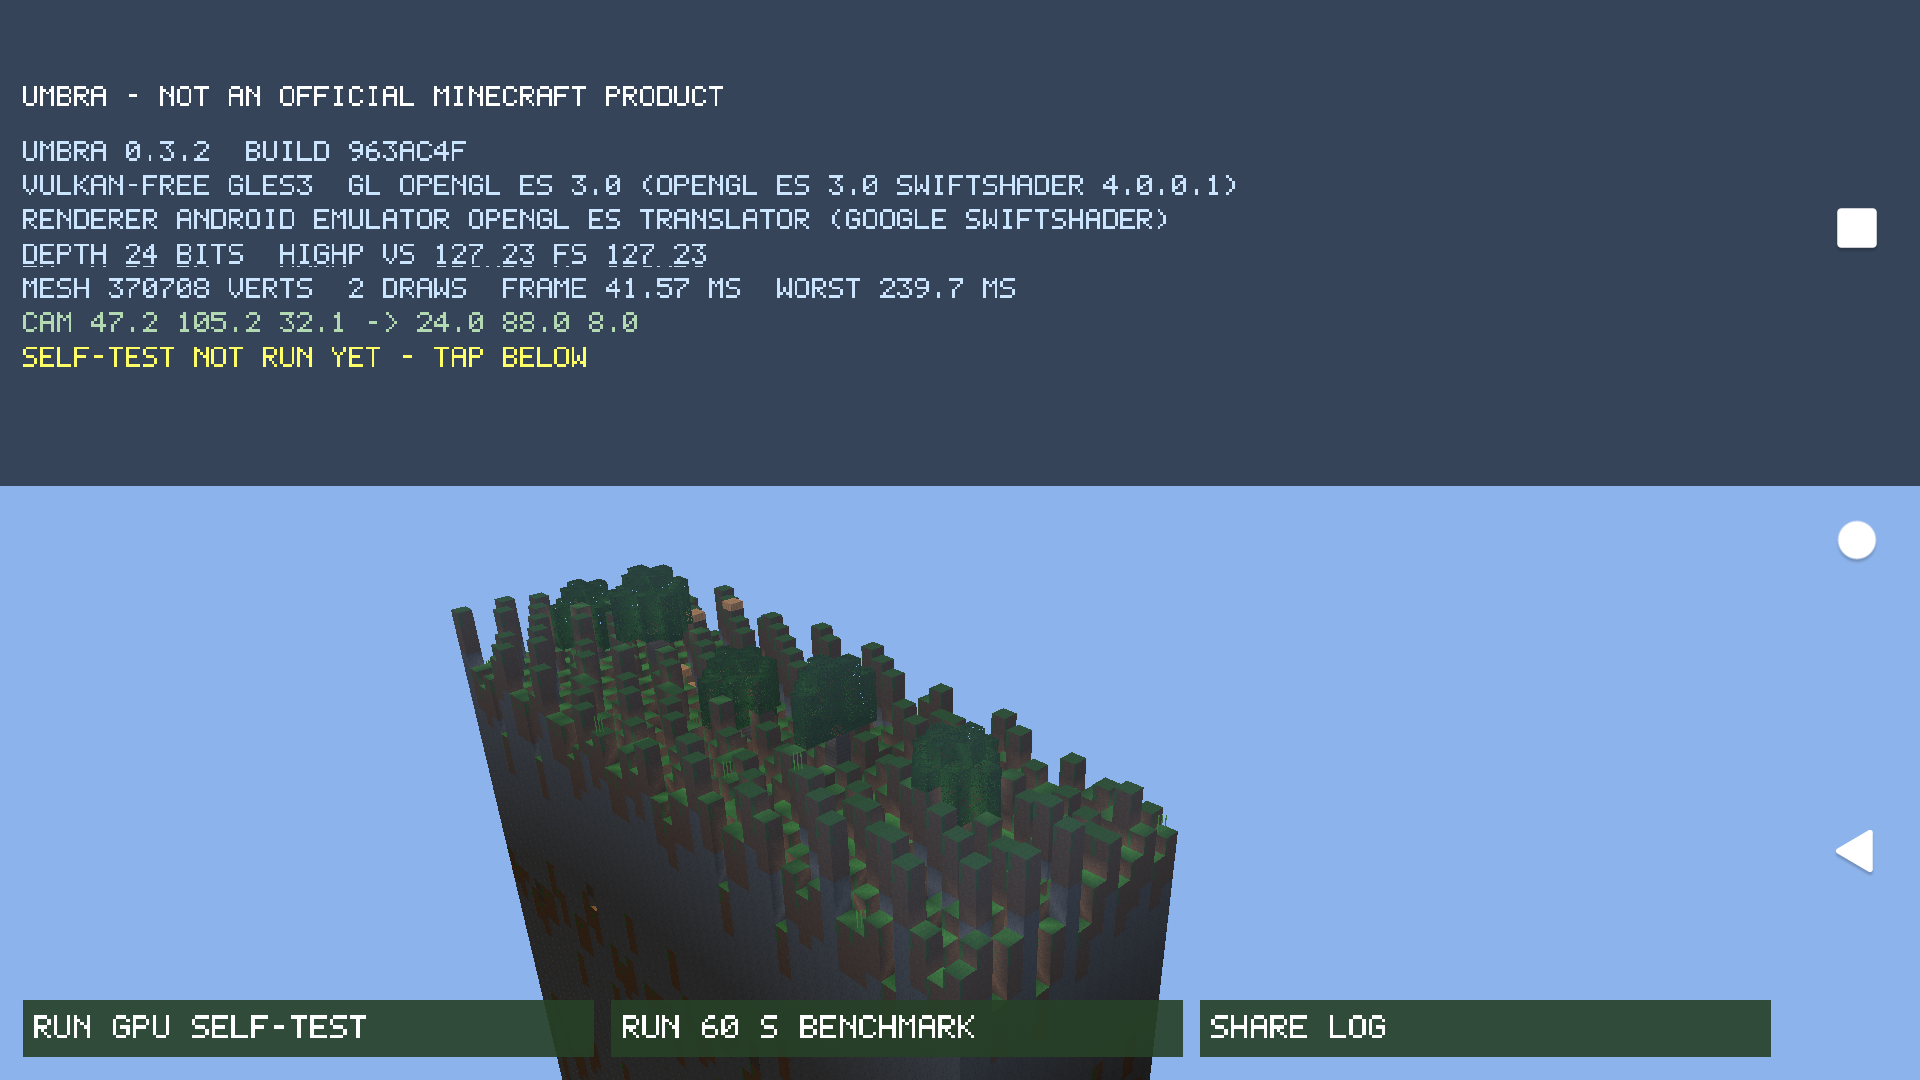 UMBRA - NOT AN OFFICIAL MINECRAFT PRODUCT
UMBRA 0.3.2 BUILD 963AC4F
VULKAN-FREE GLES3 GL OPENGL ES 3.0 (OPENGL ES 3.0 SWIFTSHADER 4.0.0.1)
RENDERER ANDROID EMULATOR OPENGL ES TRANSLATOR (GOOGLE SWIFTSHADER)
DEPTH 24 BITS HIGHP VS 127 23 FS 127 23
MESH 370708 VERTS 2 DRAWS FRAME 41.57 MS WORST 239.7 MS
CAM 47.2 105.2 32.1 -> 24.0 88.0 8.0
SELF-TEST NOT RUN YET - TAP BELOW
RUN GPU SELF-TEST
RUN 60 S BENCHMARK
SHARE LOG